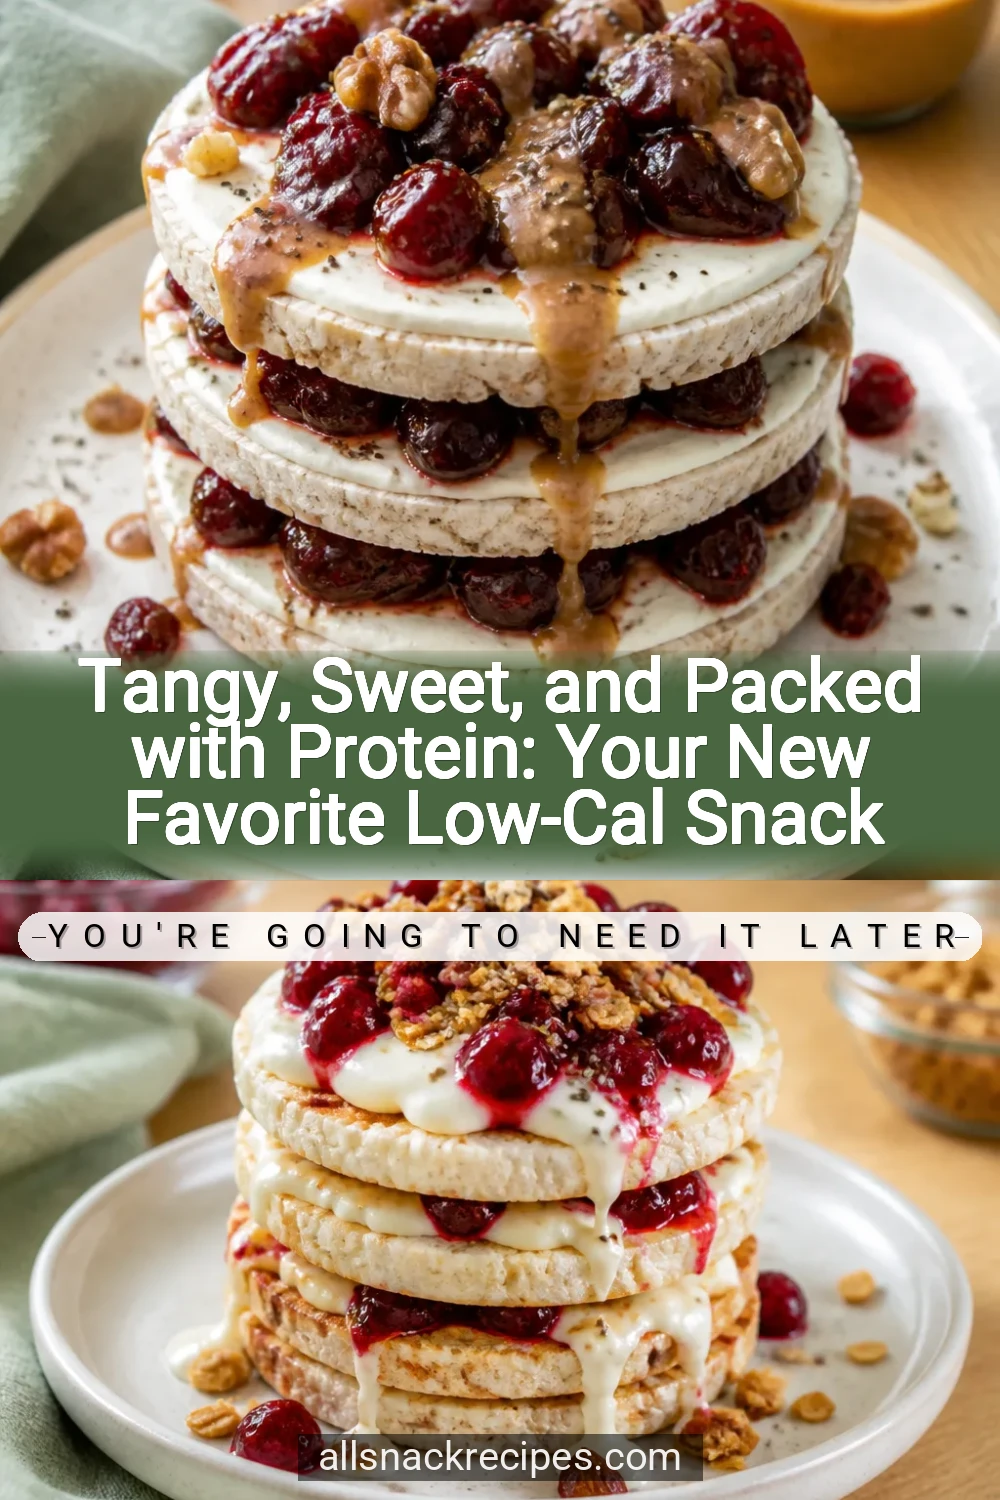 Tangy, Sweet, and Packed
with Protein: Your New
Favorite Low-Cal Snack
YOU'RE GOING TO NEED IT LATER
allsnackrecipes.com